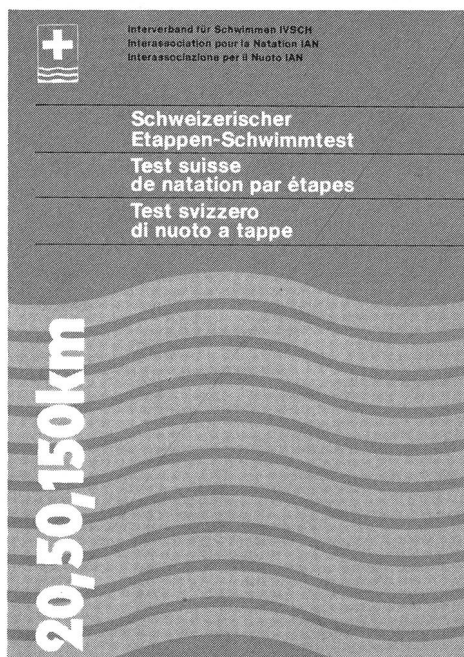 Interverband für Schwimmen IVSCH
Interassociation pour la Natation IAN
Interassociazione per il Nuoto IAN
Schweizerischer
Etappen-Schwimmtest
Test suisse
de natation par étapes
Test svizzero
di nuoto a tappe
20,50,150km